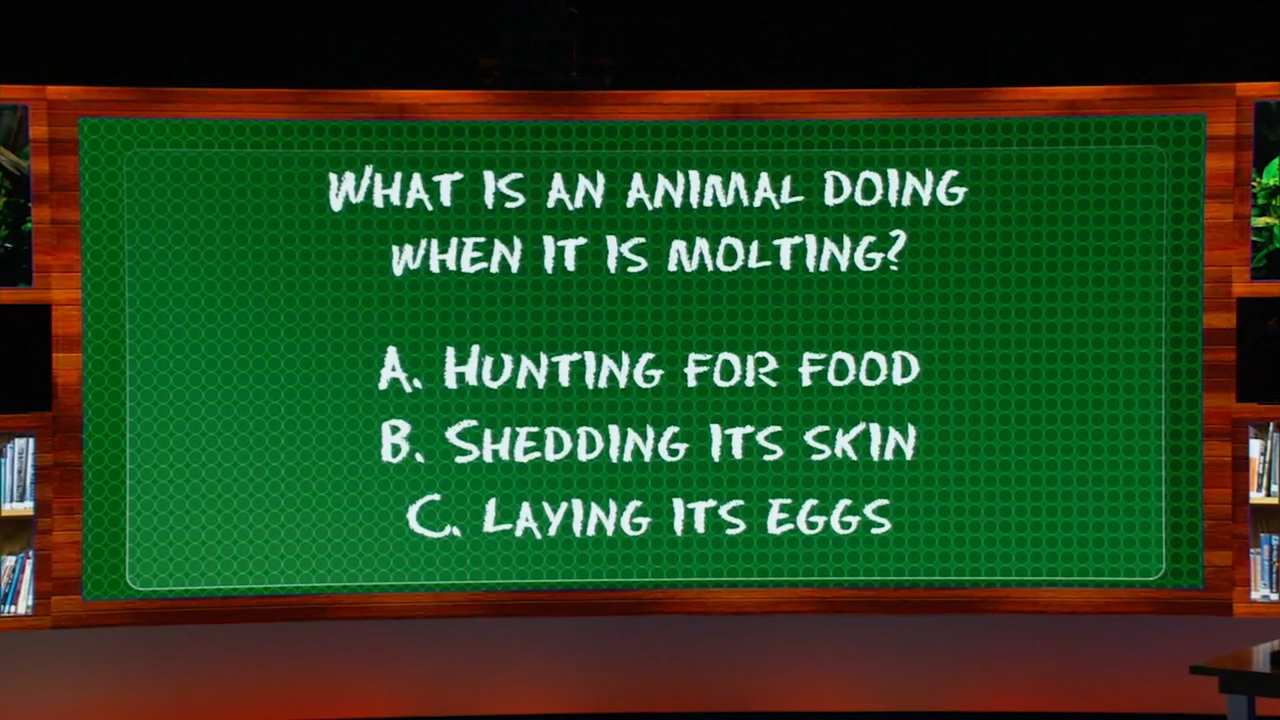 WHAT IS AN ANIMAL DOING
WHEN IT IS MOLTING?
A. HUNTING FOR FOOD
B. SHEDDING ITS SKIN
C. LAYING ITS EGGS